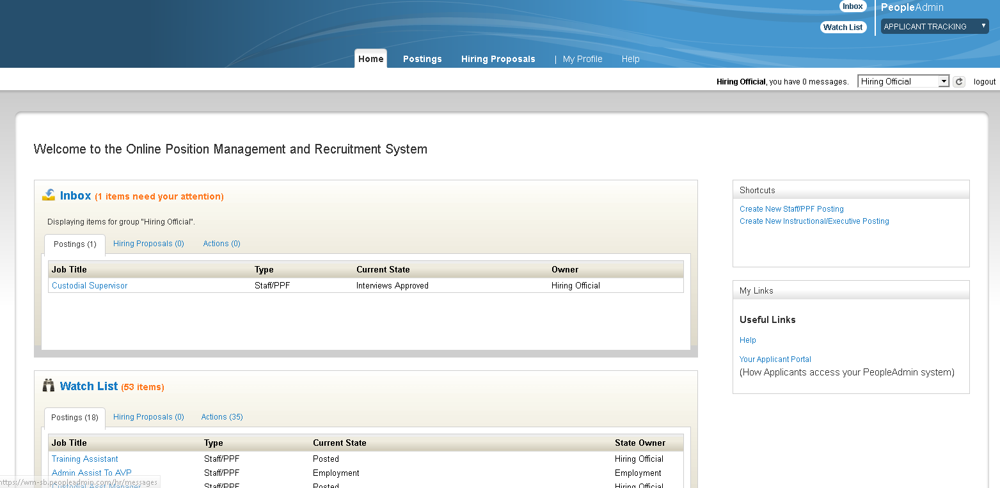 Inbox
PeopleAdmin
Watch List
APPLICANT TRACKING
Home Postings Hiring Proposals | My Profile Help
Hiring Official, you have 0 messages. Hiring Official logout
Welcome to the Online Position Management and Recruitment System
Inbox (1 items need your attention)
Displaying items for group "Hiring Official".
Postings (1) Hiring Proposals (0) Actions (0)
Job Title Type Current State Owner
Custodial Supervisor Staff/PPF Interviews Approved Hiring Official
Shortcuts
Create New Staff/PPF Posting
Create New Instructional/Executive Posting
My Links
Useful Links
Help
Your Applicant Portal
(How Applicants access your PeopleAdmin system)
Watch List (53 items)
Postings (18) Hiring Proposals (0) Actions (35)
Job Title Type Current State State Owner
Training Assistant Staff/PPF Posted Hiring Official
Admin Assist To AVP Staff/PPF Employment Employment
https://wm-sb.peopleadmin.com/hr/messages
Custodial Asst Manager Staff/PPF Posted Hiring Official